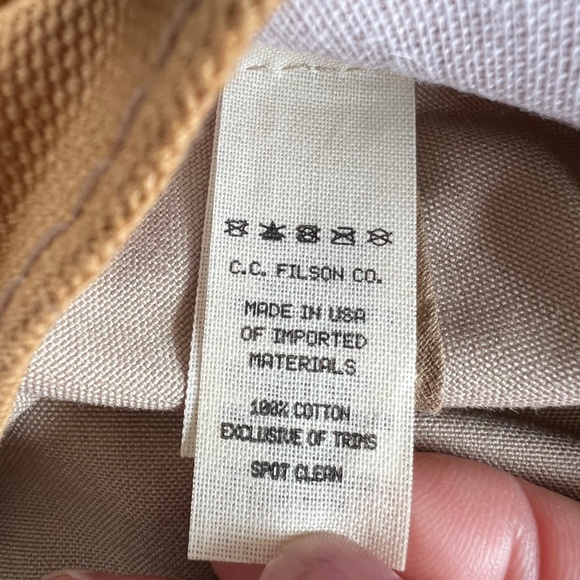 C.C. FILSON CO.
MADE IN USA
OF IMPORTED
MATERIALS
100% COTTON
EXCLUSIVE OF TRIMS
SPOT CLEAN